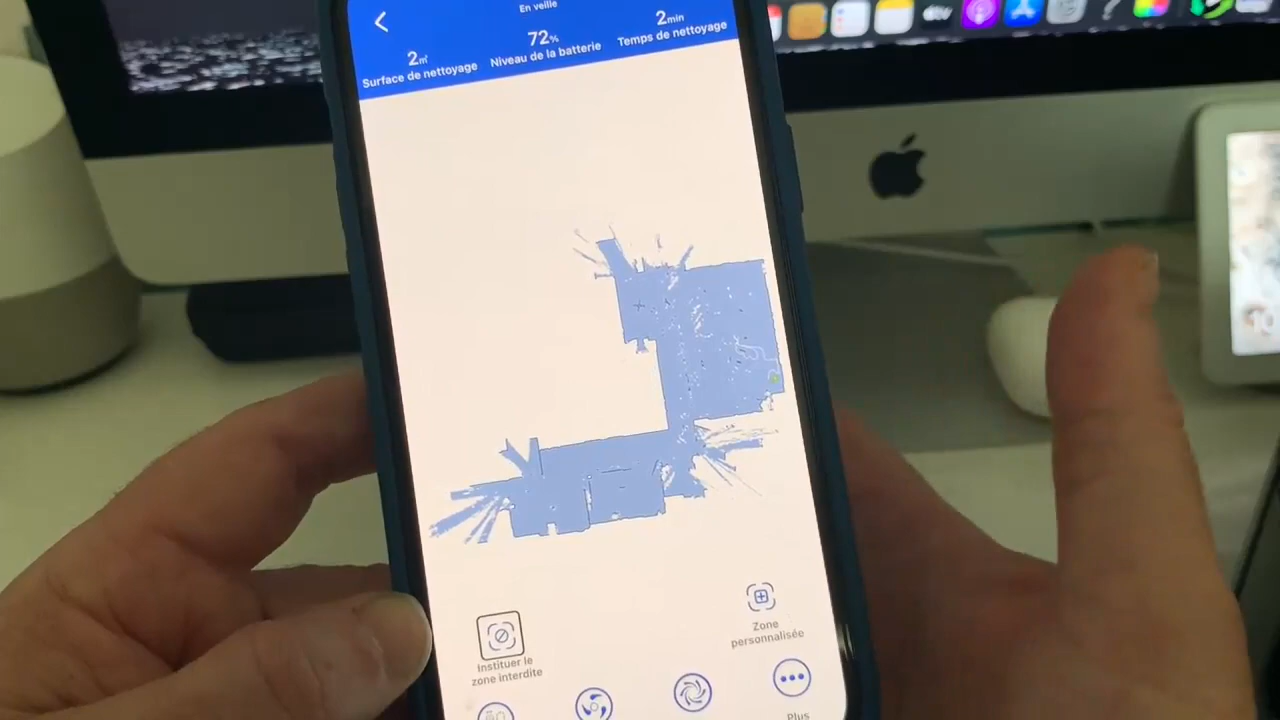 En veille
2㎡
72%
2min
Surface de nettoyage
Niveau de la batterie
Temps de nettoyage
Instituer le
zone interdite
Zone
personnalisée
Plus
tv